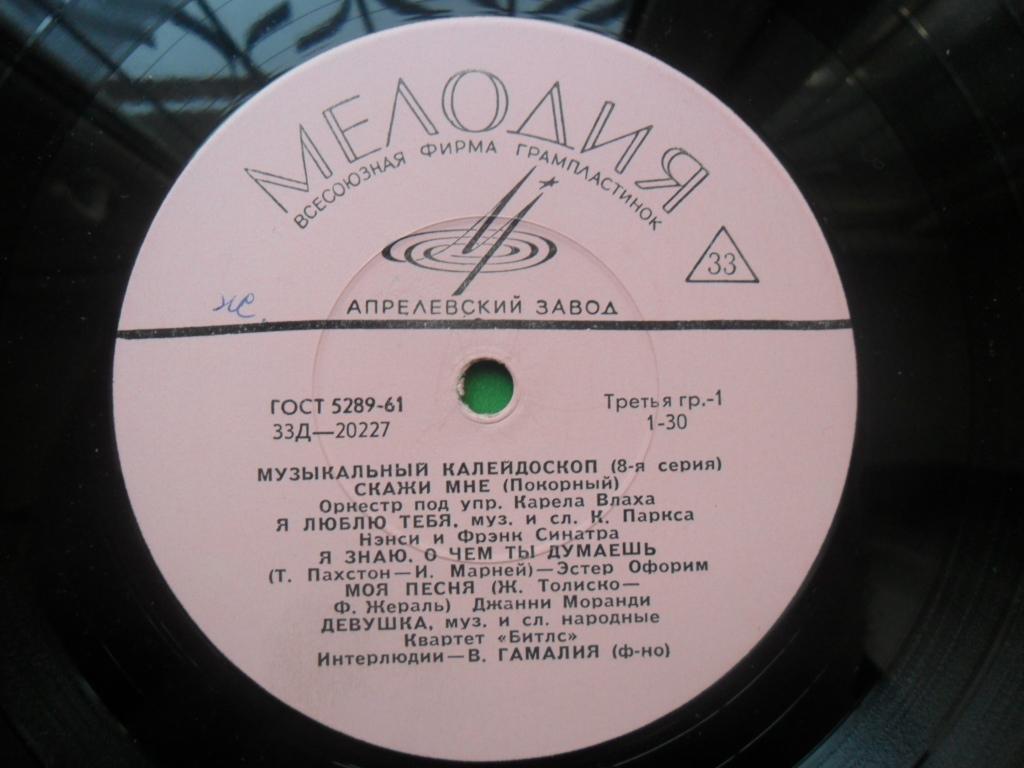 МЕЛОДИЯ
ВСЕСОЮЗНАЯ ФИРМА ГРАМПЛАСТИНОК
33
АПРЕЛЕВСКИЙ ЗАВОД
ГОСТ 5289-61
33Д—20227
Третья гр.-1
1-30
МУЗЫКАЛЬНЫЙ КАЛЕЙДОСКОП (8-я серия)
СКАЖИ МНЕ (Покорный)
Оркестр под упр. Карела Влаха
Я ЛЮБЛЮ ТЕБЯ, муз. и сл. К. Паркса
Нэнси и Фрэнк Синатра
Я ЗНАЮ, О ЧЕМ ТЫ ДУМАЕШЬ
(Т. Пахстон—И. Марней)—Эстер Офорим
МОЯ ПЕСНЯ (Ж. Толиско—
Ф. Жераль) Джанни Моранди
ДЕВУШКА, муз. и сл. народные
Квартет «Битлс»
Интерлюдии—В. ГАМАЛИЯ (ф-но)